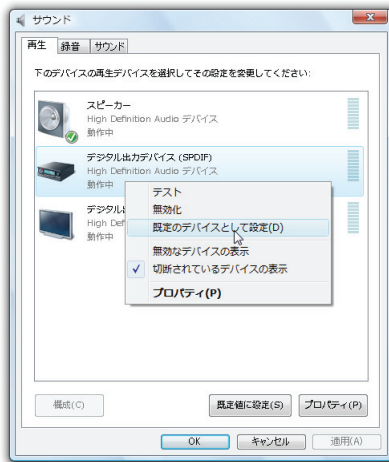 サウンド
再生 録音 サウンド
下のデバイスの再生デバイスを選択してその設定を変更してください:
スピーカー
High Definition Audio デバイス
動作中
デジタル出力デバイス (SPDIF)
High Definition Audio デバイス
動作中
テスト
無効化
既定のデバイスとして設定(D)
無効なデバイスの表示
切断されているデバイスの表示
プロパティ(P)
デジタル
High Def
動作中
構成(C) 既定値に設定(S) プロパティ(P)
OK キャンセル 適用(A)